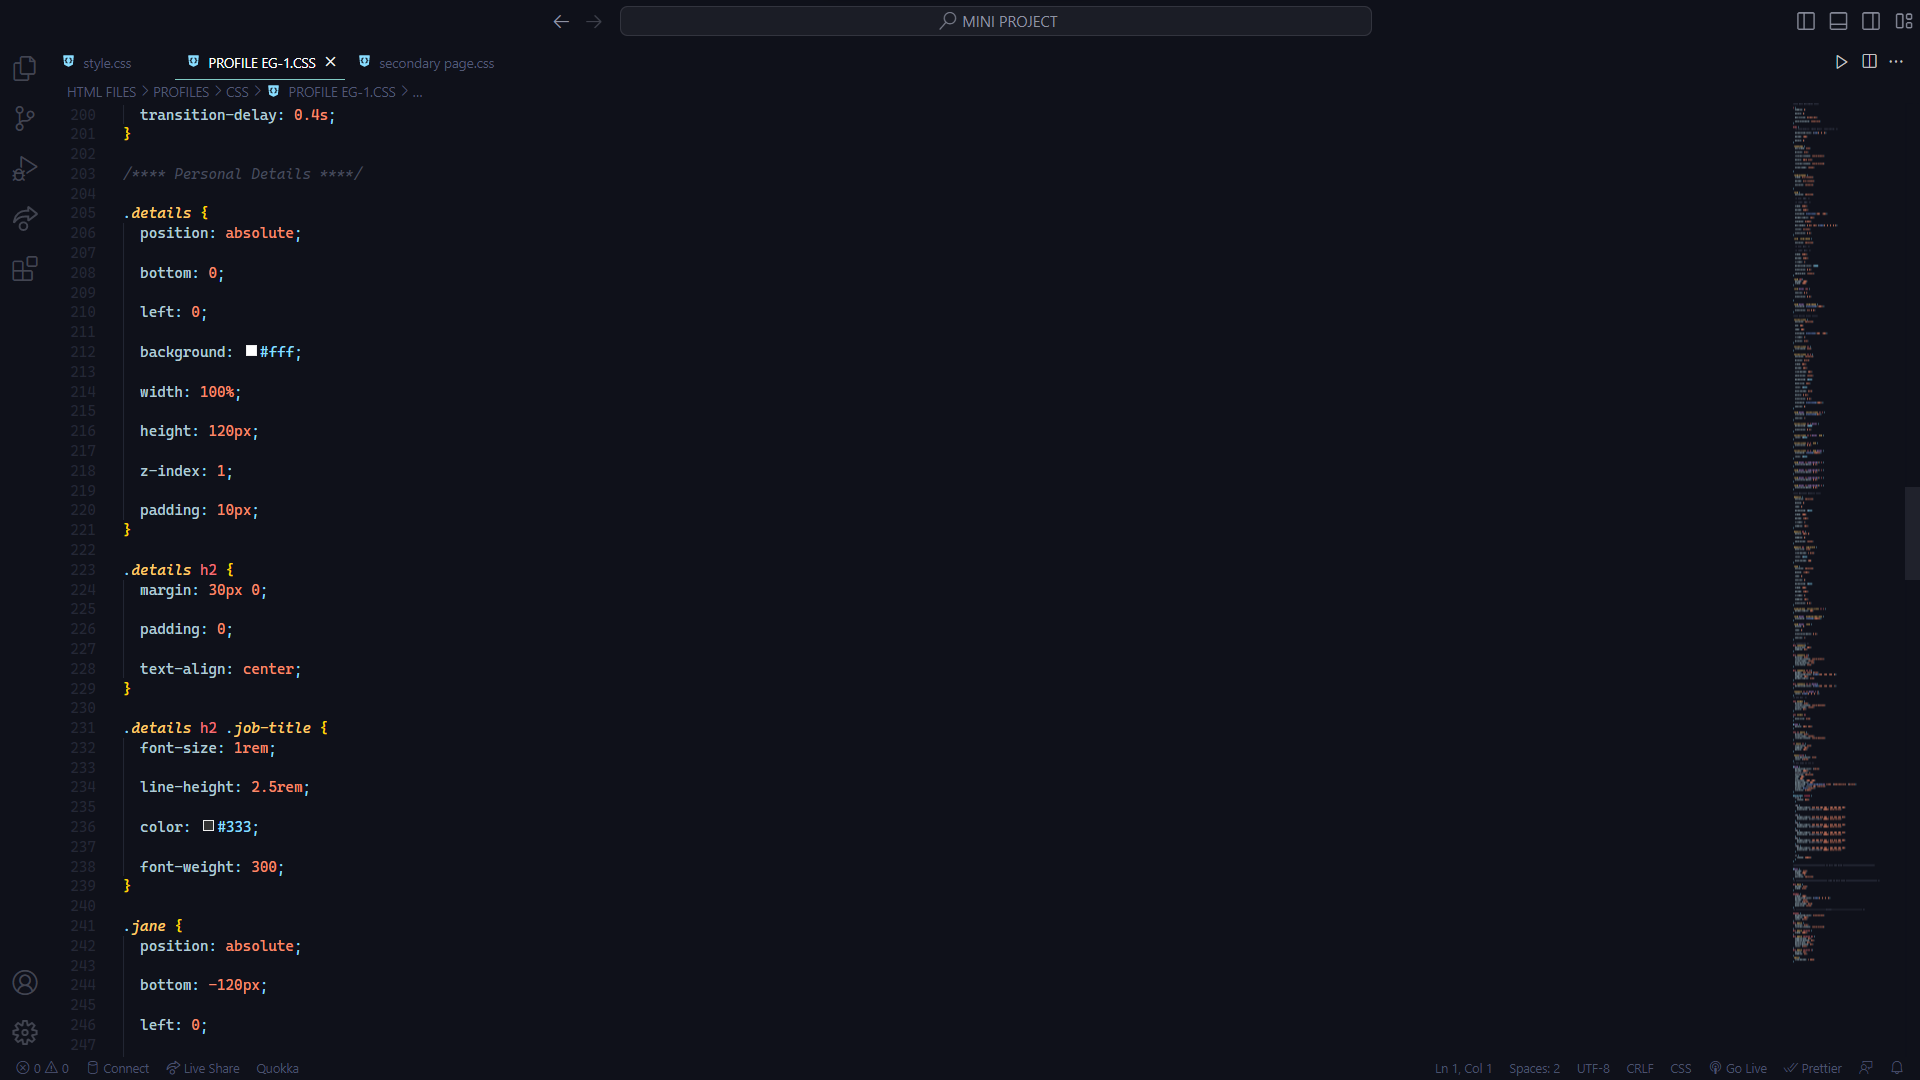 MINI PROJECT
style.css
PROFILE EG-1.CSS
secondary page.css
HTML FILES > PROFILES > CSS > PROFILE EG-1.CSS > ...
200 transition-delay: 0.4s;
201 }
202
203 /**** Personal Details ****/
204
205 .details {
206 position: absolute;
207
208 bottom: 0;
209
210 left: 0;
211
212 background: #fff;
213
214 width: 100%;
215
216 height: 120px;
217
218 z-index: 1;
219
220 padding: 10px;
221 }
222
223 .details h2 {
224 margin: 30px 0;
225
226 padding: 0;
227
228 text-align: center;
229 }
230
231 .details h2 .job-title {
232 font-size: 1rem;
233
234 line-height: 2.5rem;
235
236 color: #333;
237
238 font-weight: 300;
239 }
240
241 .jane {
242 position: absolute;
243
244 bottom: -120px;
245
246 left: 0;
247
0 0 Connect Live Share Quokka Ln 1, Col 1 Spaces: 2 UTF-8 CRLF CSS Go Live Prettier